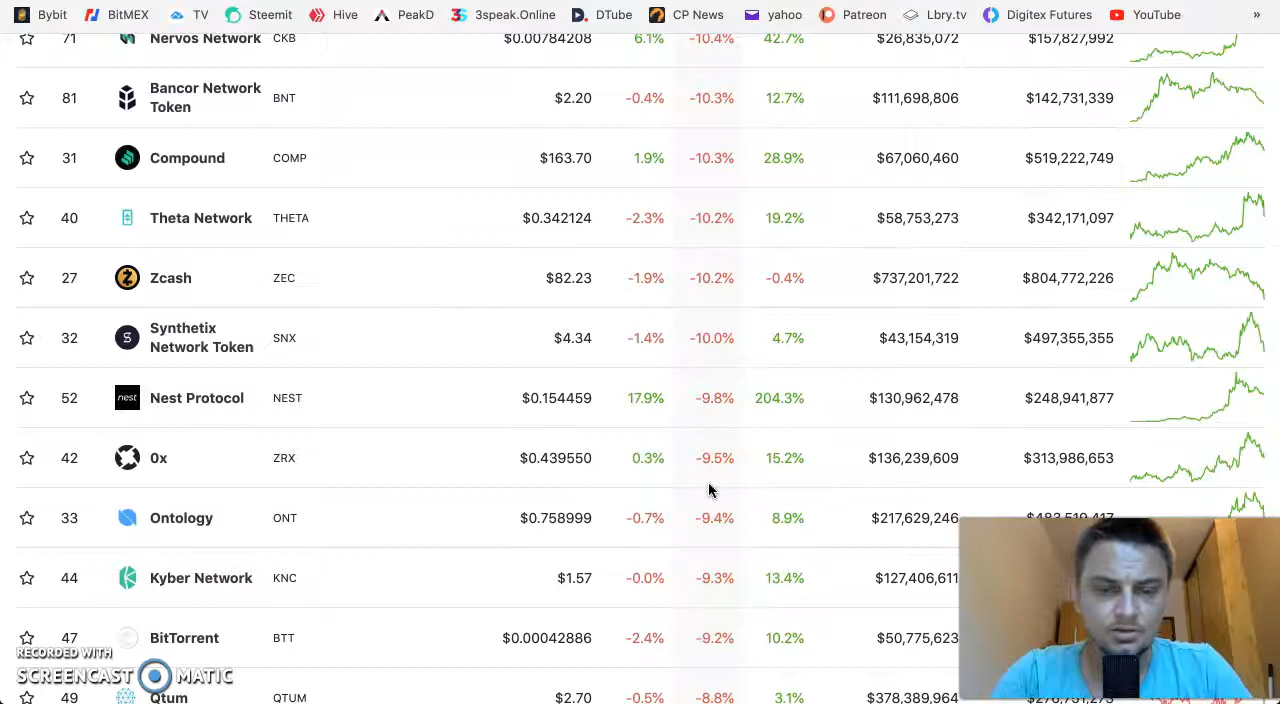 Bybit BitMEX TV Steemit Hive PeakD 3speak.Online DTube CP News yahoo Patreon Lbry.tv Digitex Futures YouTube »
71 Nervos Network CKB $0.00784208 6.1% -10.4% 42.7% $26,835,072 $157,827,992
81 Bancor Network Token BNT $2.20 -0.4% -10.3% 12.7% $111,698,806 $142,731,339
31 Compound COMP $163.70 1.9% -10.3% 28.9% $67,060,460 $519,222,749
40 Theta Network THETA $0.342124 -2.3% -10.2% 19.2% $58,753,273 $342,171,097
27 Zcash ZEC $82.23 -1.9% -10.2% -0.4% $737,201,722 $804,772,226
32 Synthetix Network Token SNX $4.34 -1.4% -10.0% 4.7% $43,154,319 $497,355,355
52 nest Nest Protocol NEST $0.154459 17.9% -9.8% 204.3% $130,962,478 $248,941,877
42 0x ZRX $0.439550 0.3% -9.5% 15.2% $136,239,609 $313,986,653
33 Ontology ONT $0.758999 -0.7% -9.4% 8.9% $217,629,246
44 Kyber Network KNC $1.57 -0.0% -9.3% 13.4% $127,406,611
47 BitTorrent BTT $0.00042886 -2.4% -9.2% 10.2% $50,775,623
RECORDED WITH
SCREENCAST MATIC
49 Qtum QTUM $2.70 -0.5% -8.8% 3.1% $378,389,964